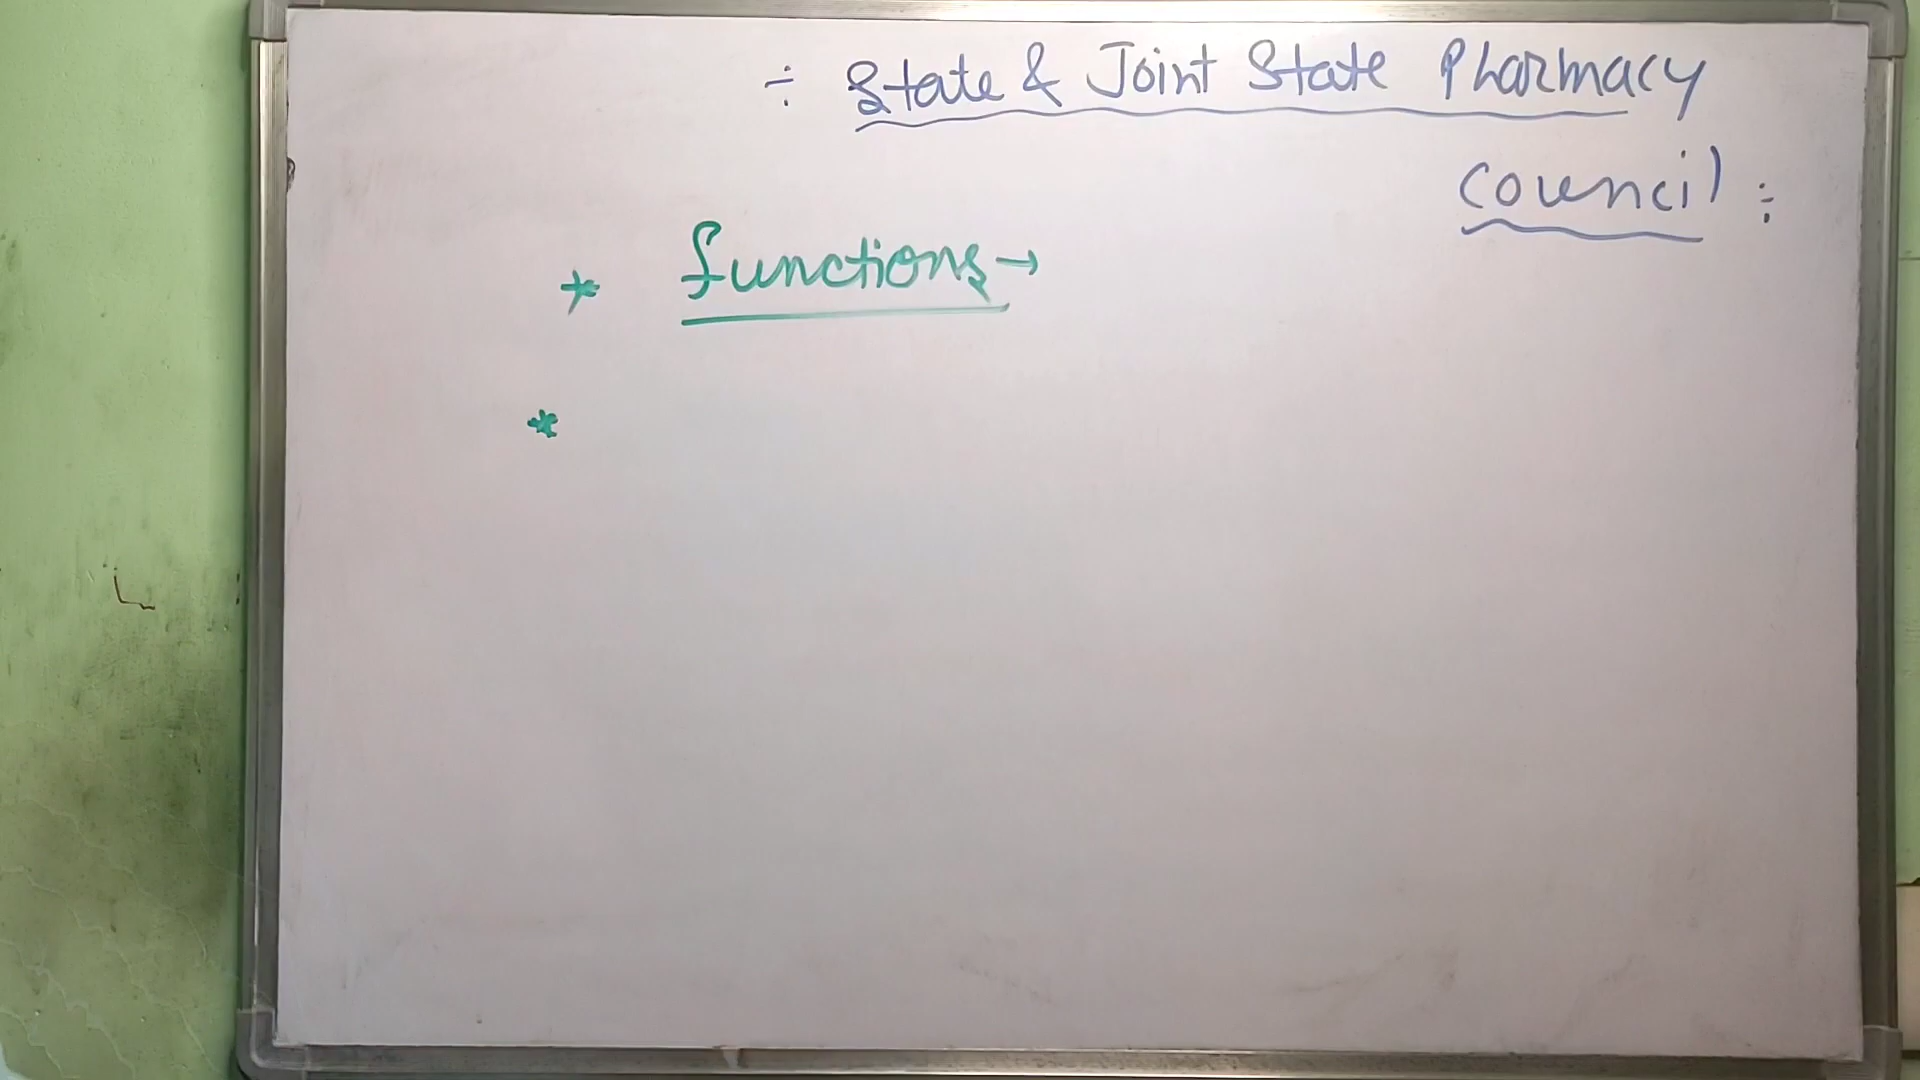 ÷ State & Joint State Pharmacy
Council ÷
* functions →
*